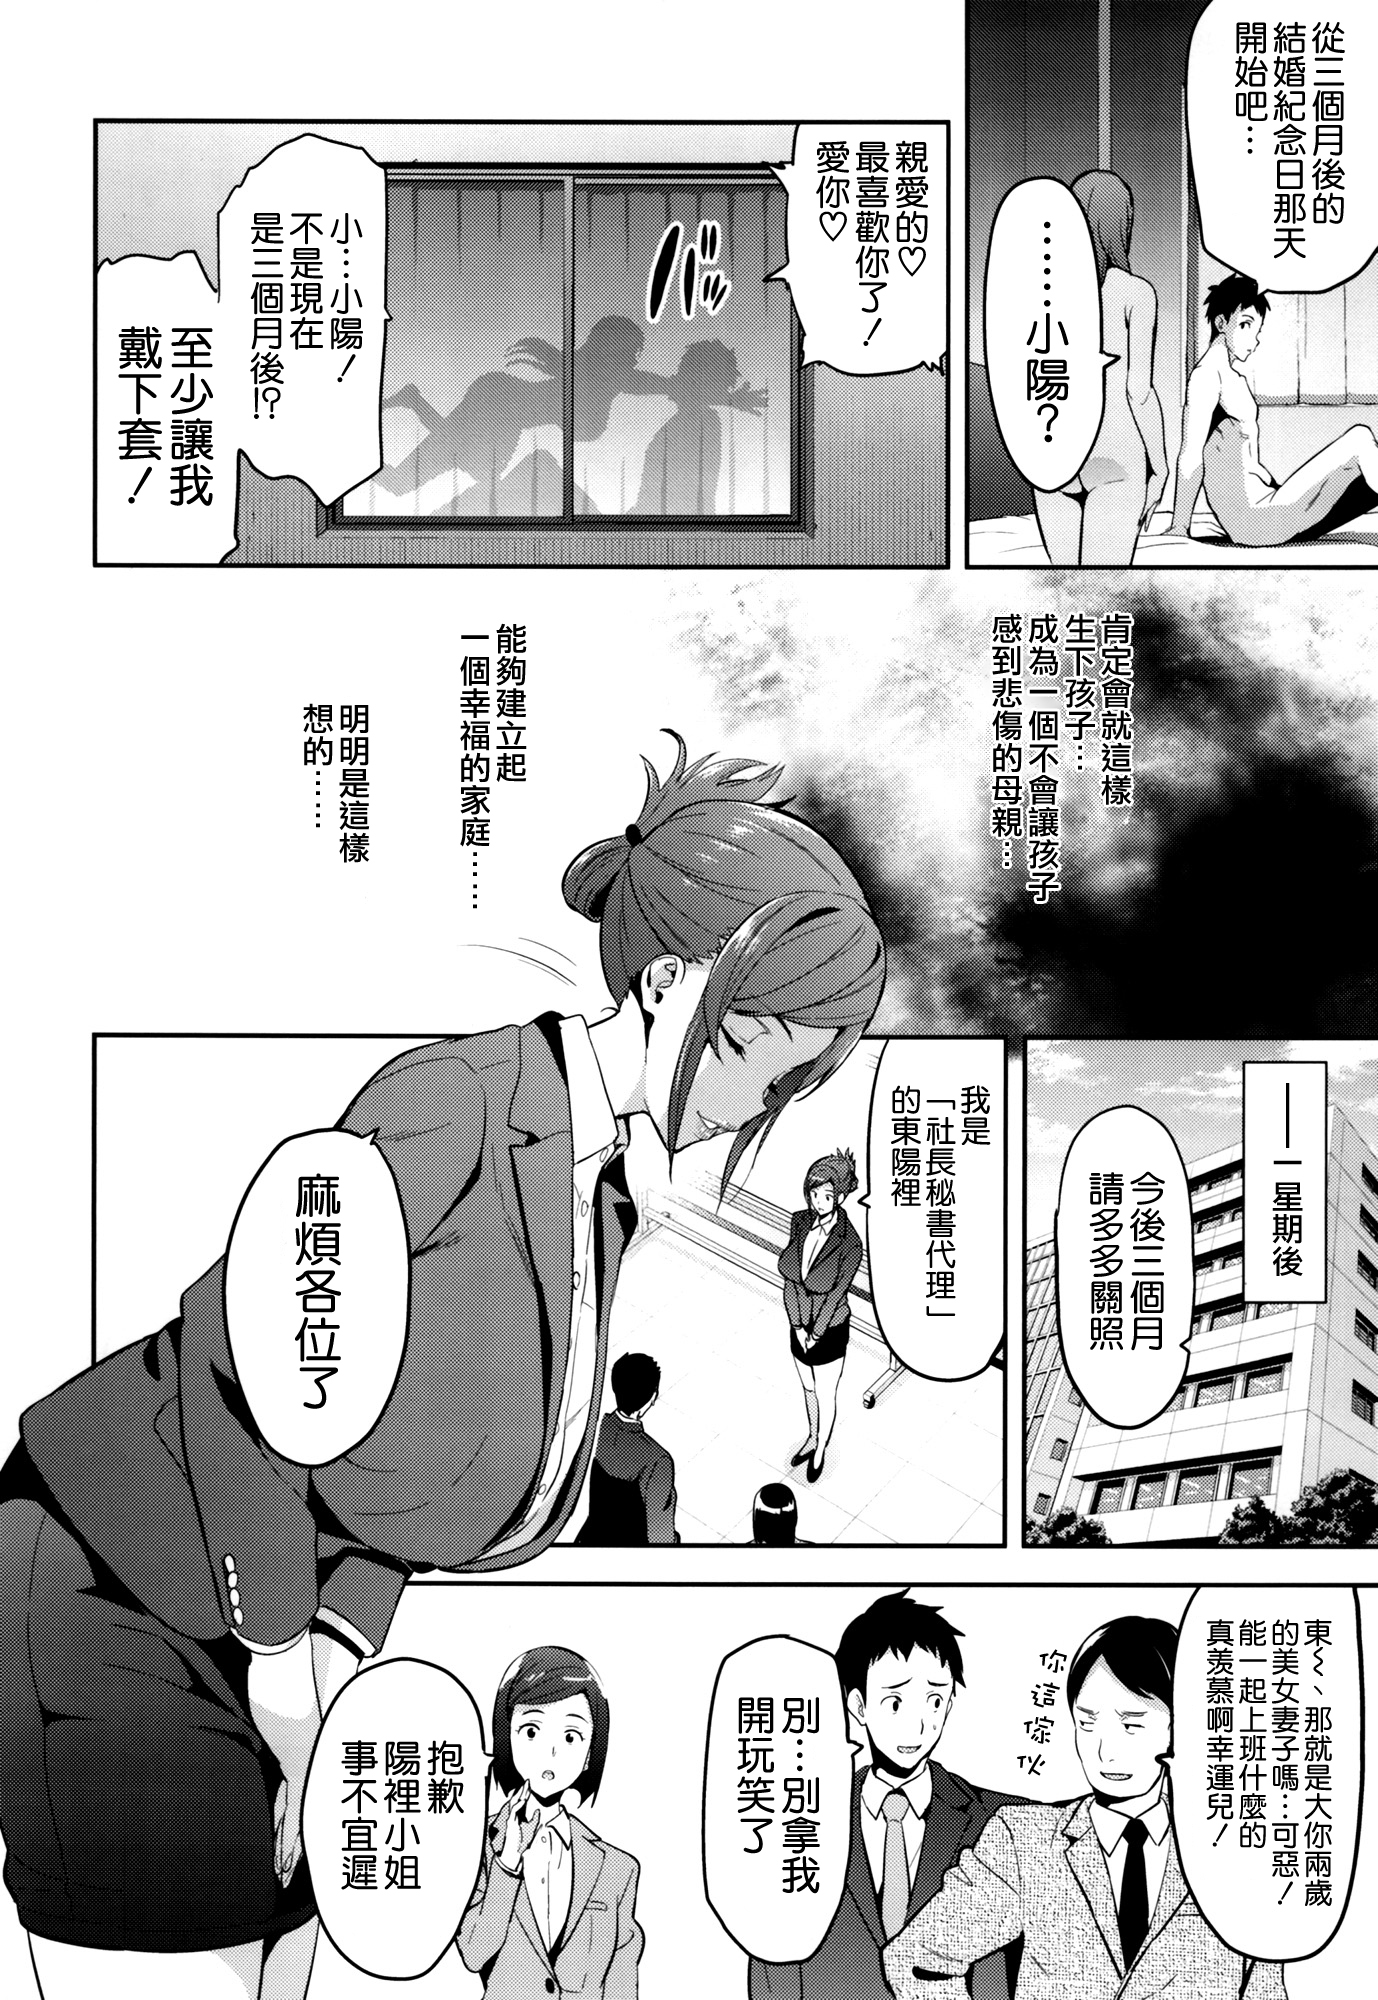 從三個月後的
結婚紀念日那天
開始吧…
……小陽？
親愛的♡
最喜歡你了！
愛你♡
小…小陽！
不是現在
是三個月後!?
至少讓我
戴下套！
肯定會就這樣
生下孩子…
成為一個不會讓孩子
感到悲傷的母親…
能夠建立起
一個幸福的家庭……
明明是這樣
想的……
——一星期後
今後三個月
請多多關照
我是
「社長秘書代理」
的東陽裡
麻煩各位了
東～、那就是大你兩歲
的美女妻子嗎…可惡！
能一起上班什麼的
真羨慕啊幸運兒！
你這傢伙
別…別拿我
開玩笑了
抱歉
陽裡小姐
事不宜遲